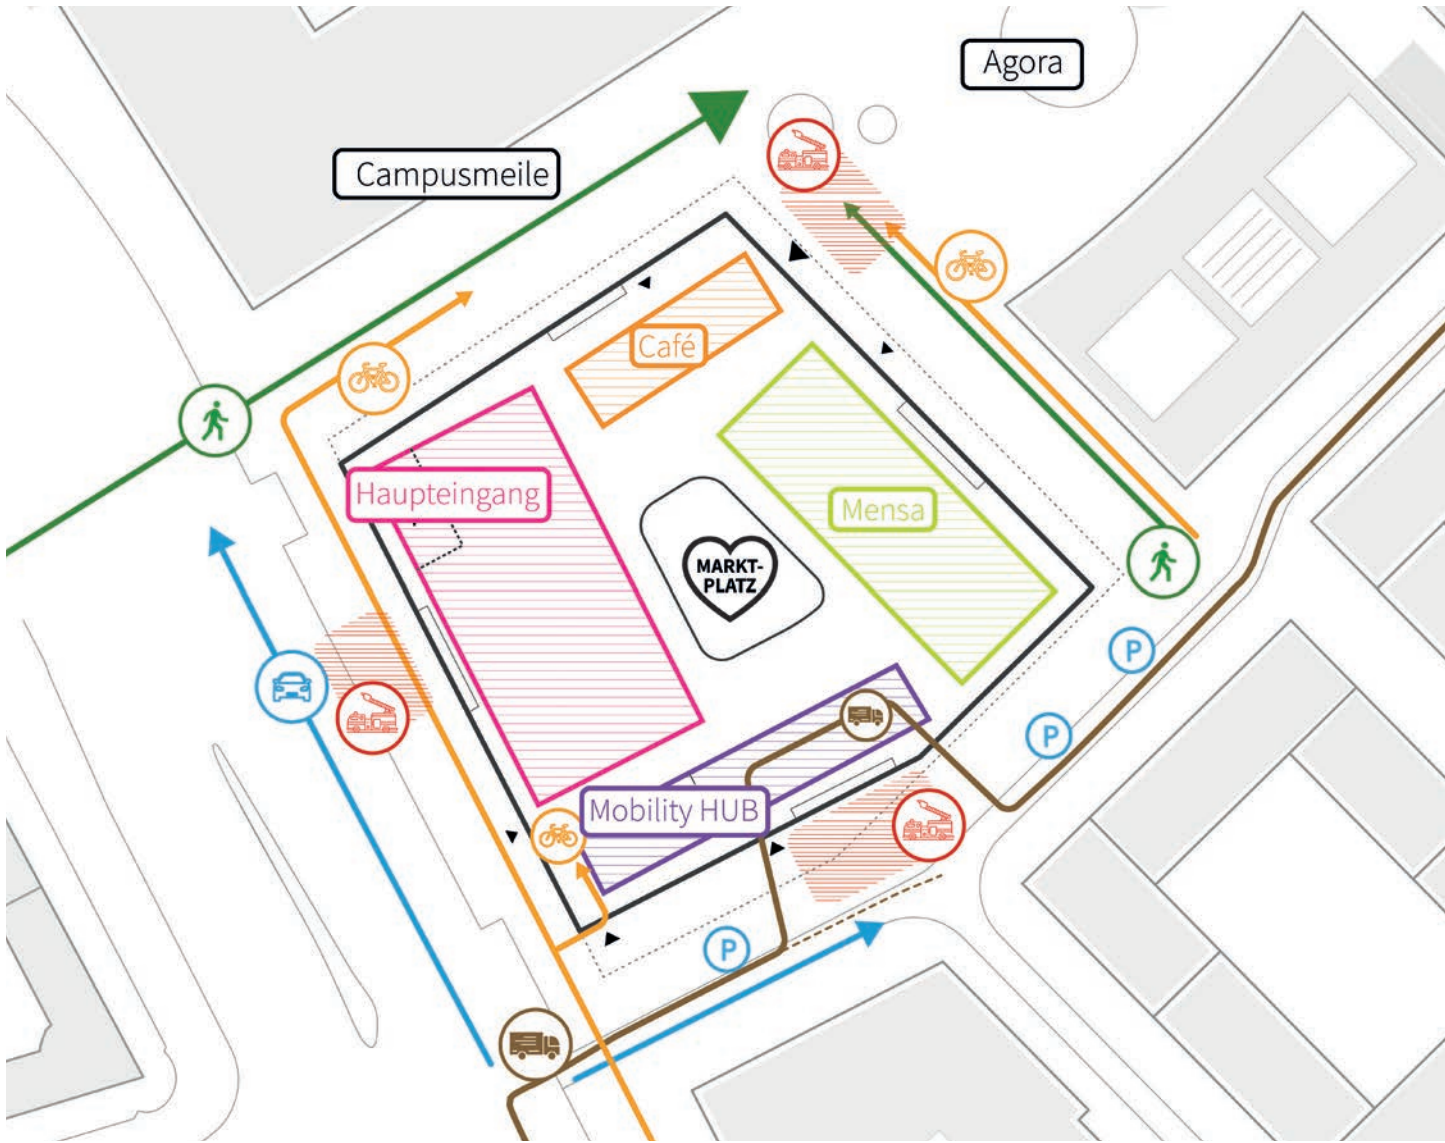 Agora
Campusmeile
Café
Haupteingang
Mensa
MARKT-
PLATZ
P
P
Mobility HUB
P